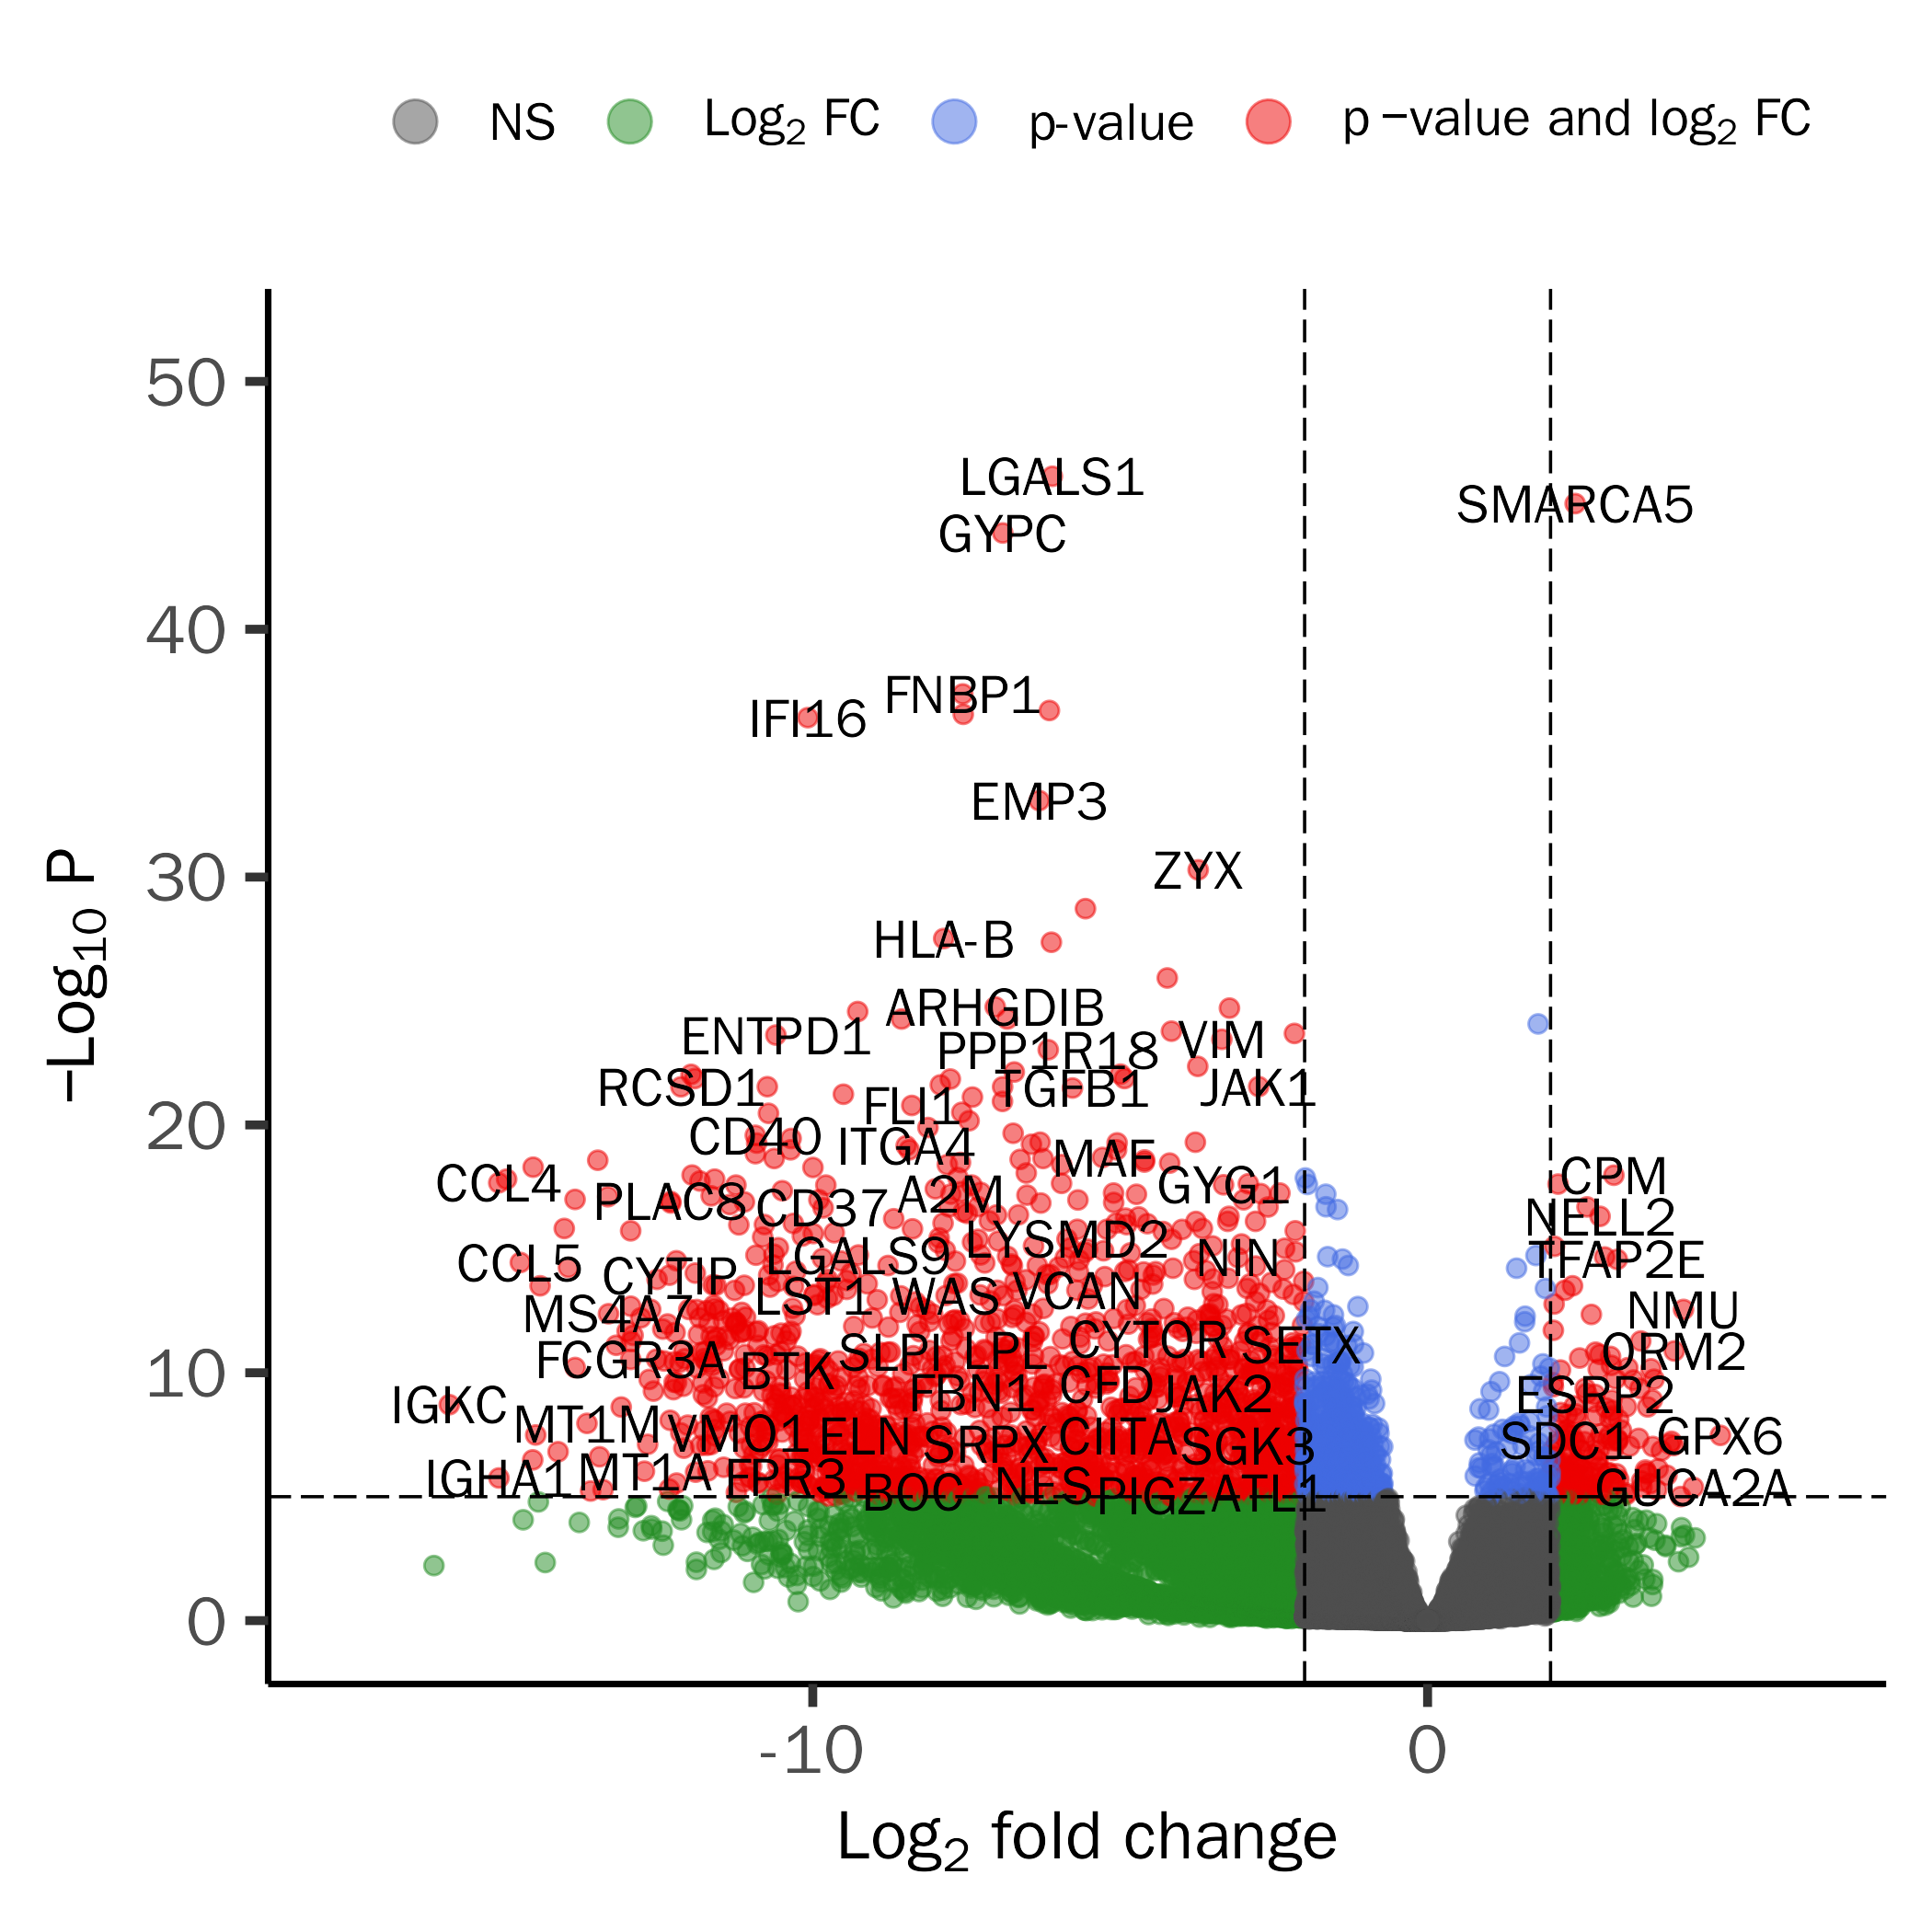 NS Log2 FC p-value p −value and log2 FC
50
40
30
20
10
0
−Log10 P
LGALS1
SMARCA5
GYPC
FNBP1
IFI16
EMP3
ZYX
HLA-B
ARHGDIB
ENTPD1
PPP1R18
VIM
RCSD1
TGFB1
JAK1
FLI1
CD40
ITGA4
MAF
CCL4
GYG1
CPM
PLAC8
CD37
A2M
NELL2
LYSMD2
CCL5
CYTIP
LGALS9
NIN
TFAP2E
LST1
WAS
VCAN
MS4A7
NMU
FCGR3A
BTK
SLPI
LPL
CYTOR
SETX
ORM2
IGKC
FBN1
CFD
JAK2
ESRP2
MT1M
VMO1
ELN
SRPX
CIITA
SGK3
SDC1
GPX6
IGHA1
MT1A
FPR3
BOC
NES
PIGZ
ATL1
GUCA2A
-10
0
Log2 fold change